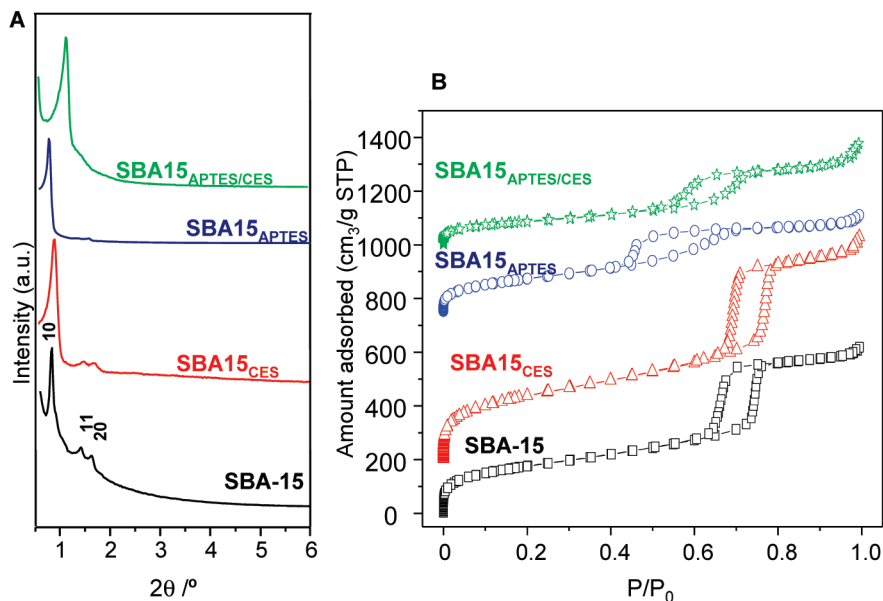 A
SBA15APTES/CES
SBA15APTES
SBA15CES
SBA-15
10
11
20
Intensity (a.u.)
1 2 3 4 5 6
2θ /º
B
SBA15APTES/CES
SBA15APTES
SBA15CES
SBA-15
Amount adsorbed (cm3/g STP)
1400
1200
1000
800
600
400
200
0
0 0.2 0.4 0.6 0.8 1.0
P/P0